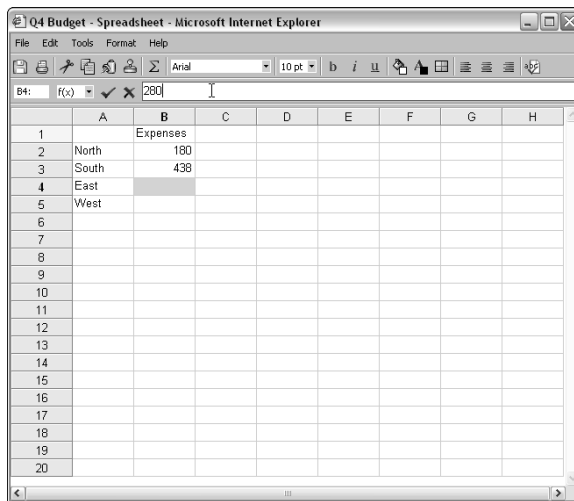 Q4 Budget - Spreadsheet - Microsoft Internet Explorer
File Edit Tools Format Help
Σ Arial 10 pt b i u A abc
B4: f(x) 280
A B C D E F G H
1 Expenses
2 North 180
3 South 438
4 East
5 West
6
7
8
9
10
11
12
13
14
15
16
17
18
19
20